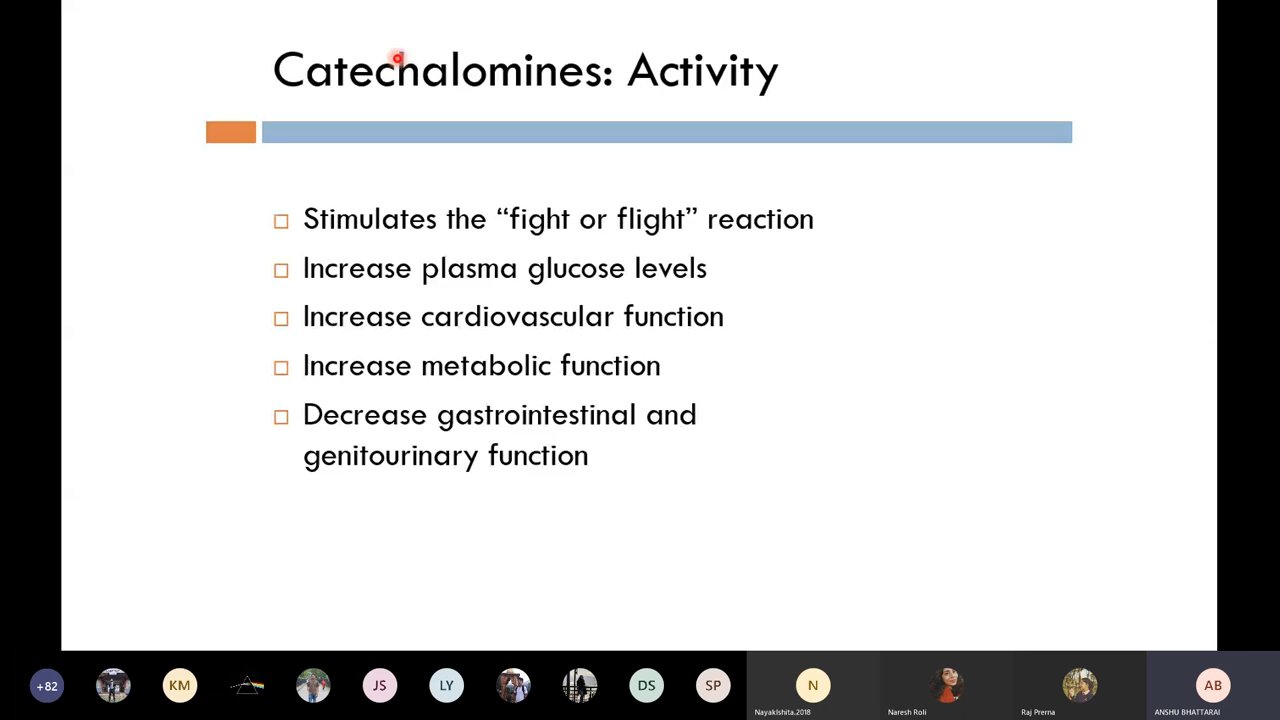 Catechalomines: Activity
Stimulates the “fight or flight” reaction
Increase plasma glucose levels
Increase cardiovascular function
Increase metabolic function
Decrease gastrointestinal and
genitourinary function
+82
KM
JS
LY
DS
SP
N
AB
NayakIshita.2018
Naresh Roli
Raj Prerna
ANSHU BHATTARAI